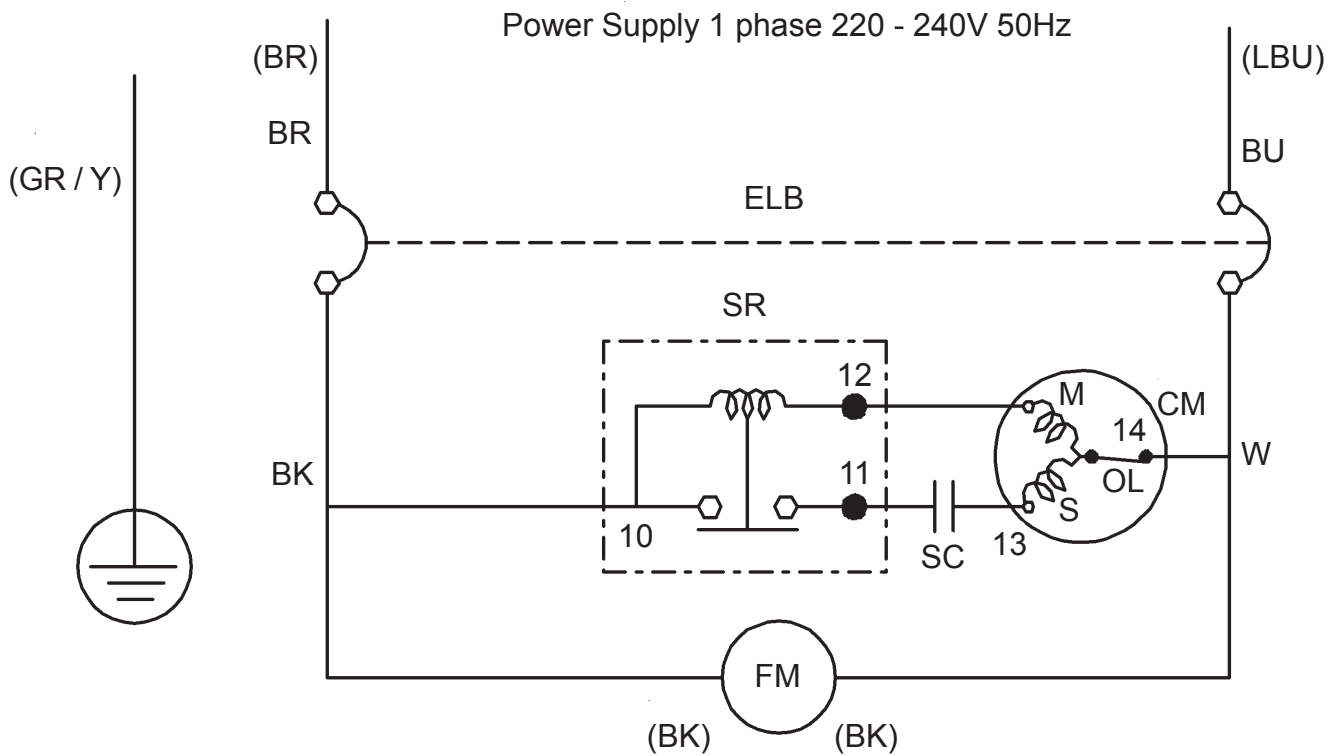 Power Supply 1 phase 220 - 240V 50Hz
(BR)
(LBU)
BR
BU
(GR / Y)
ELB
SR
12
M
CM
14
BK
11
OL
W
S
10
SC
13
FM
(BK)
(BK)